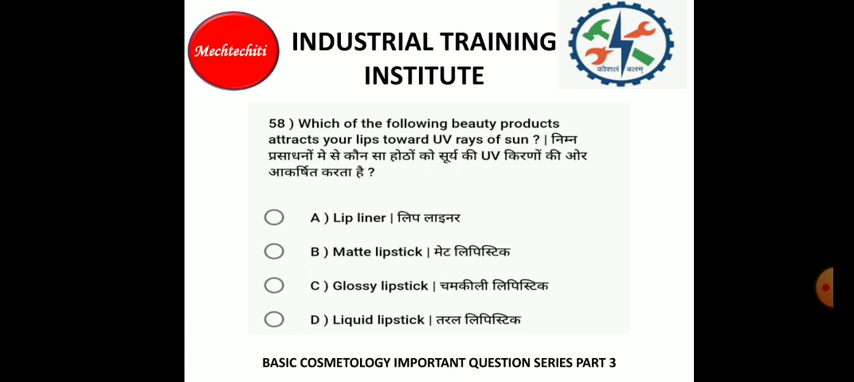 Mechtechiti
INDUSTRIAL TRAINING
INSTITUTE
कौशलं बलम्
58 ) Which of the following beauty products
attracts your lips toward UV rays of sun ? | निम्न
प्रसाधनों मे से कौन सा होठों को सूर्य की UV किरणों की ओर
आकर्षित करता है ?
A ) Lip liner | लिप लाइनर
B ) Matte lipstick | मेट लिपिस्टिक
C ) Glossy lipstick | चमकीली लिपिस्टिक
D ) Liquid lipstick | तरल लिपिस्टिक
BASIC COSMETOLOGY IMPORTANT QUESTION SERIES PART 3